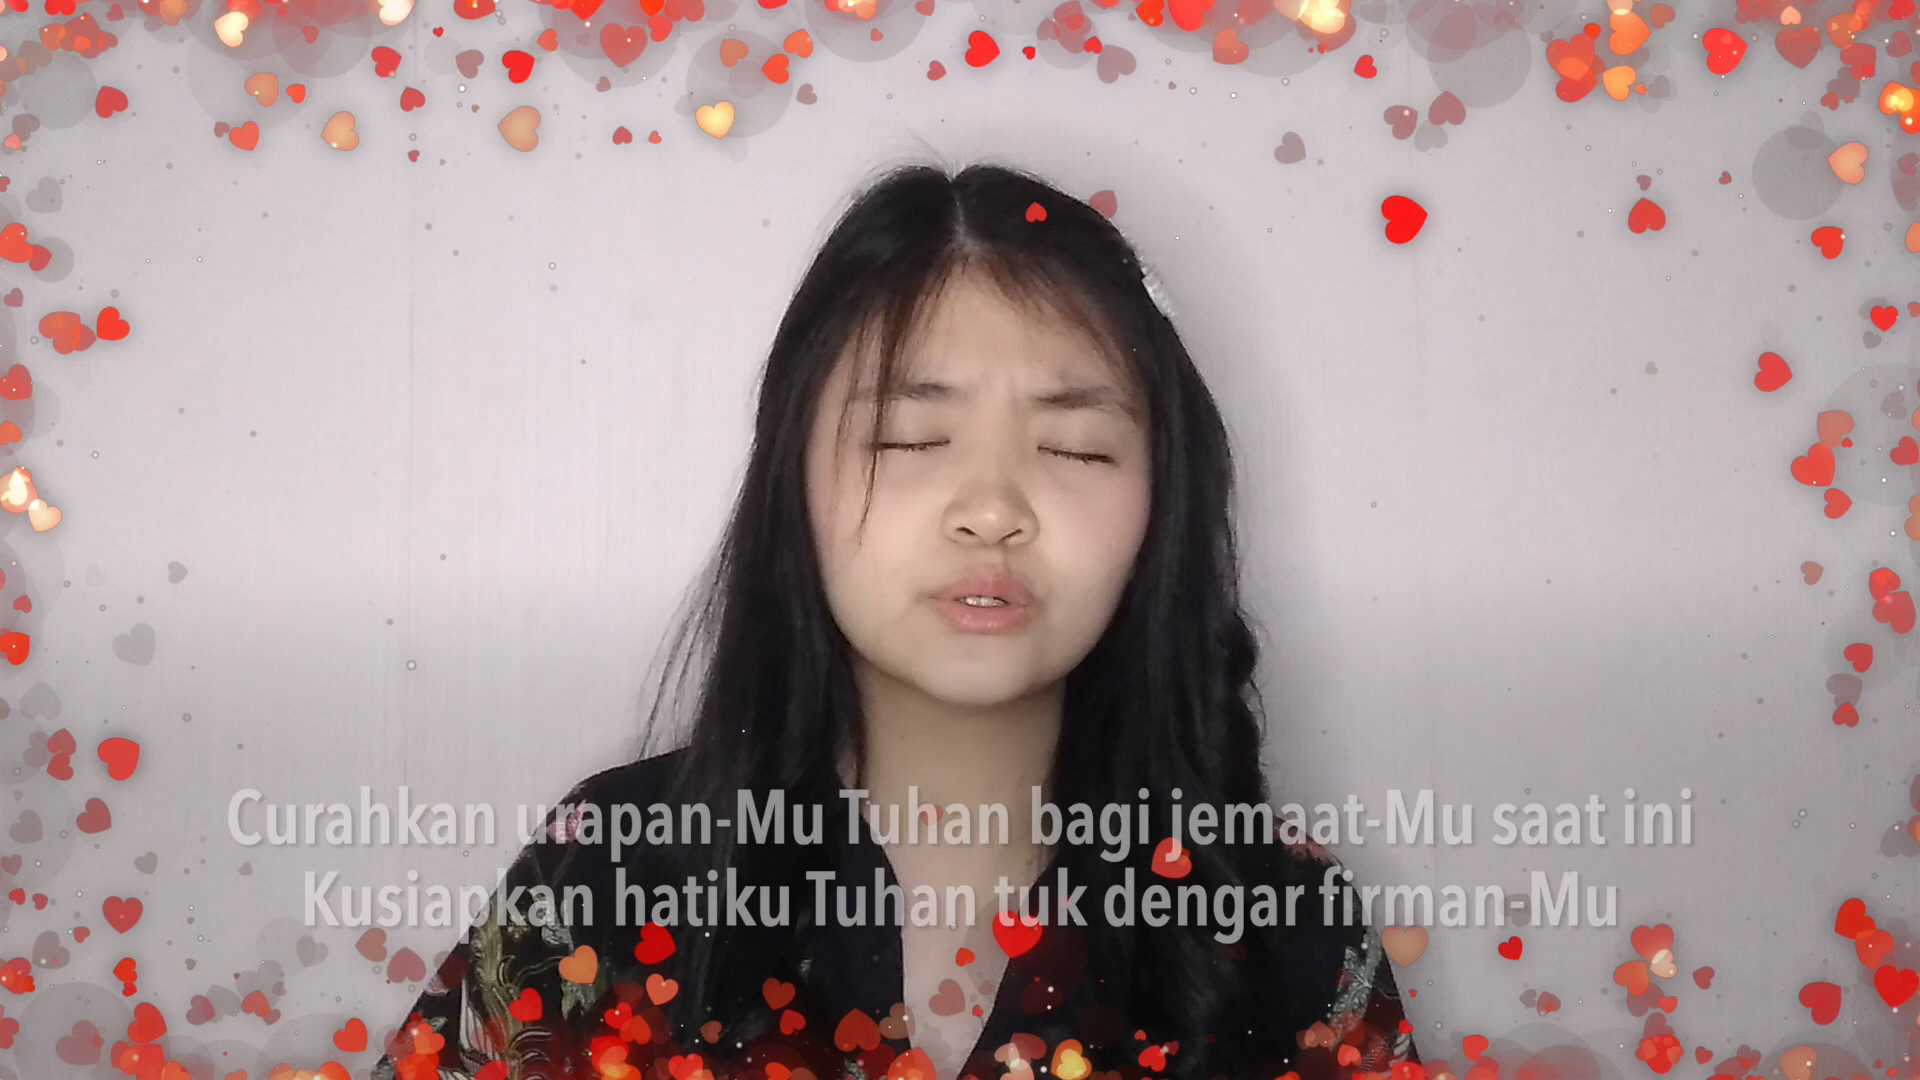 Curahkan urapan-Mu Tuhan bagi jemaat-Mu saat ini
Kusiapkan hatiku Tuhan tuk dengar firman-Mu